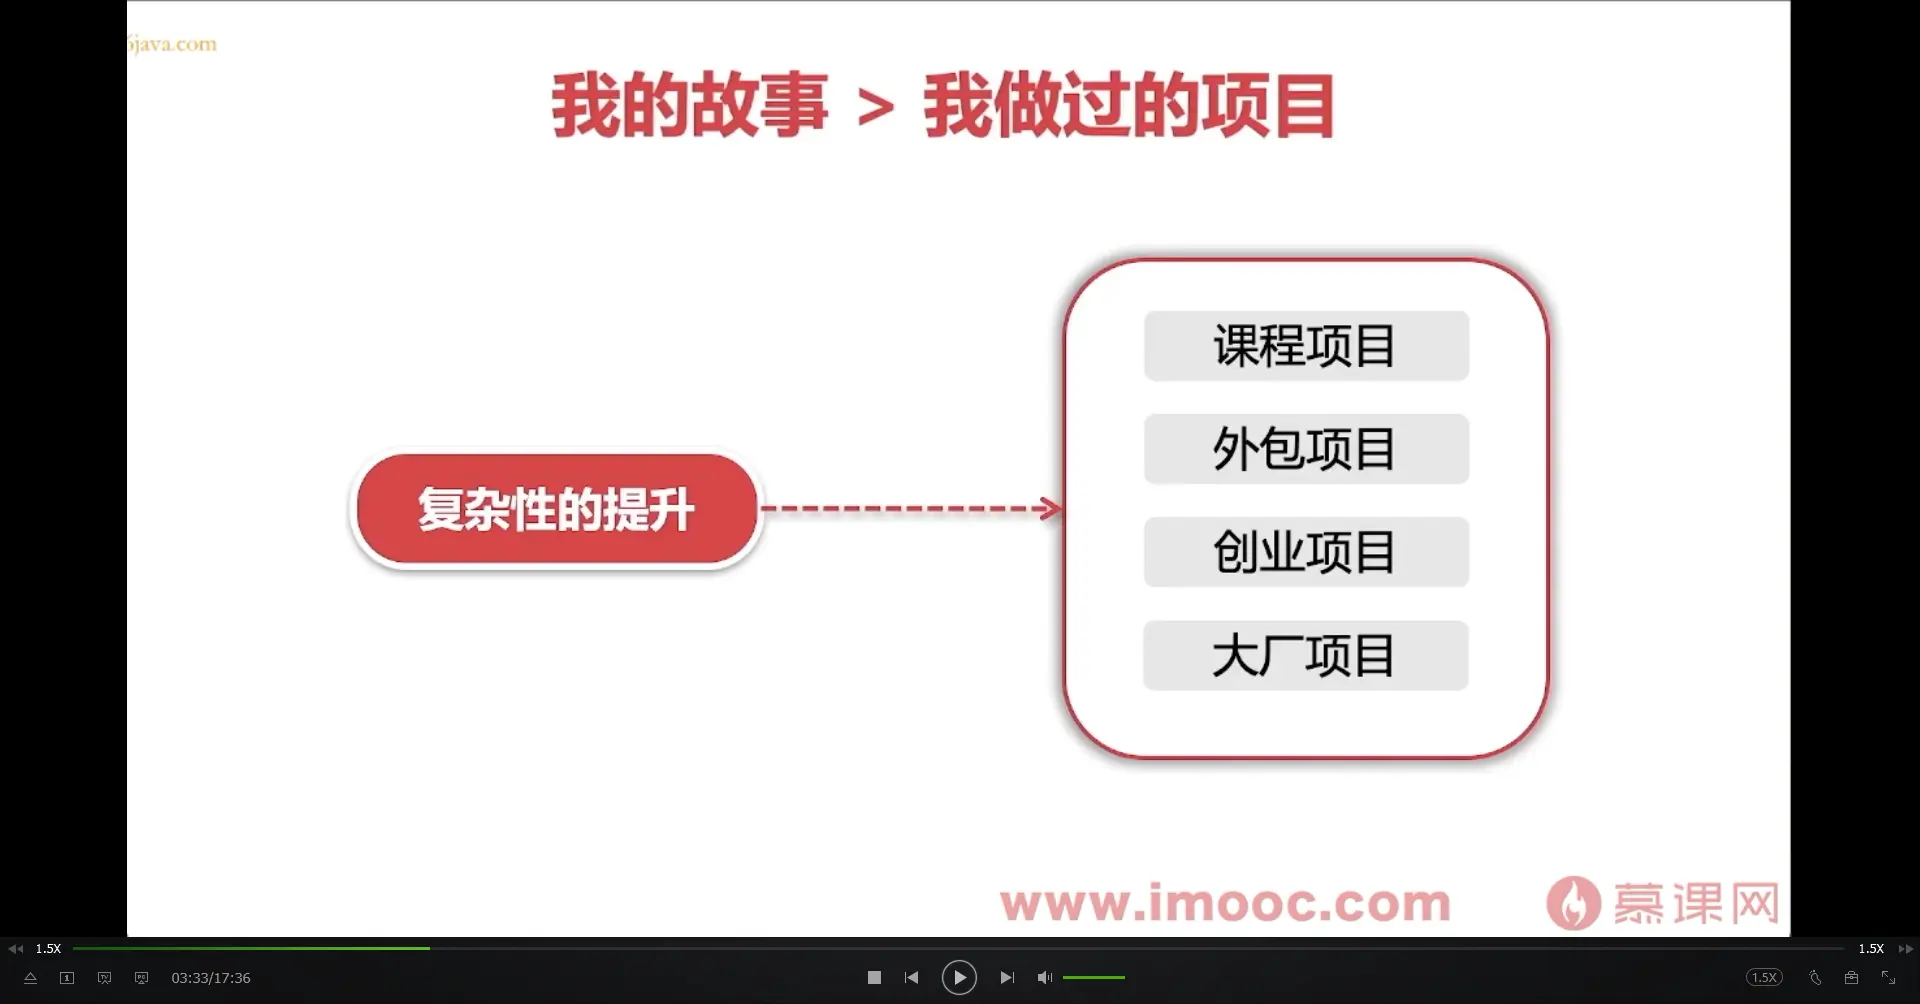 6java.com
我的故事 > 我做过的项目
课程项目
外包项目
复杂性的提升
创业项目
大厂项目
www.imooc.com 慕课网
1.5X
1.5X
03:33/17:36
1.5X